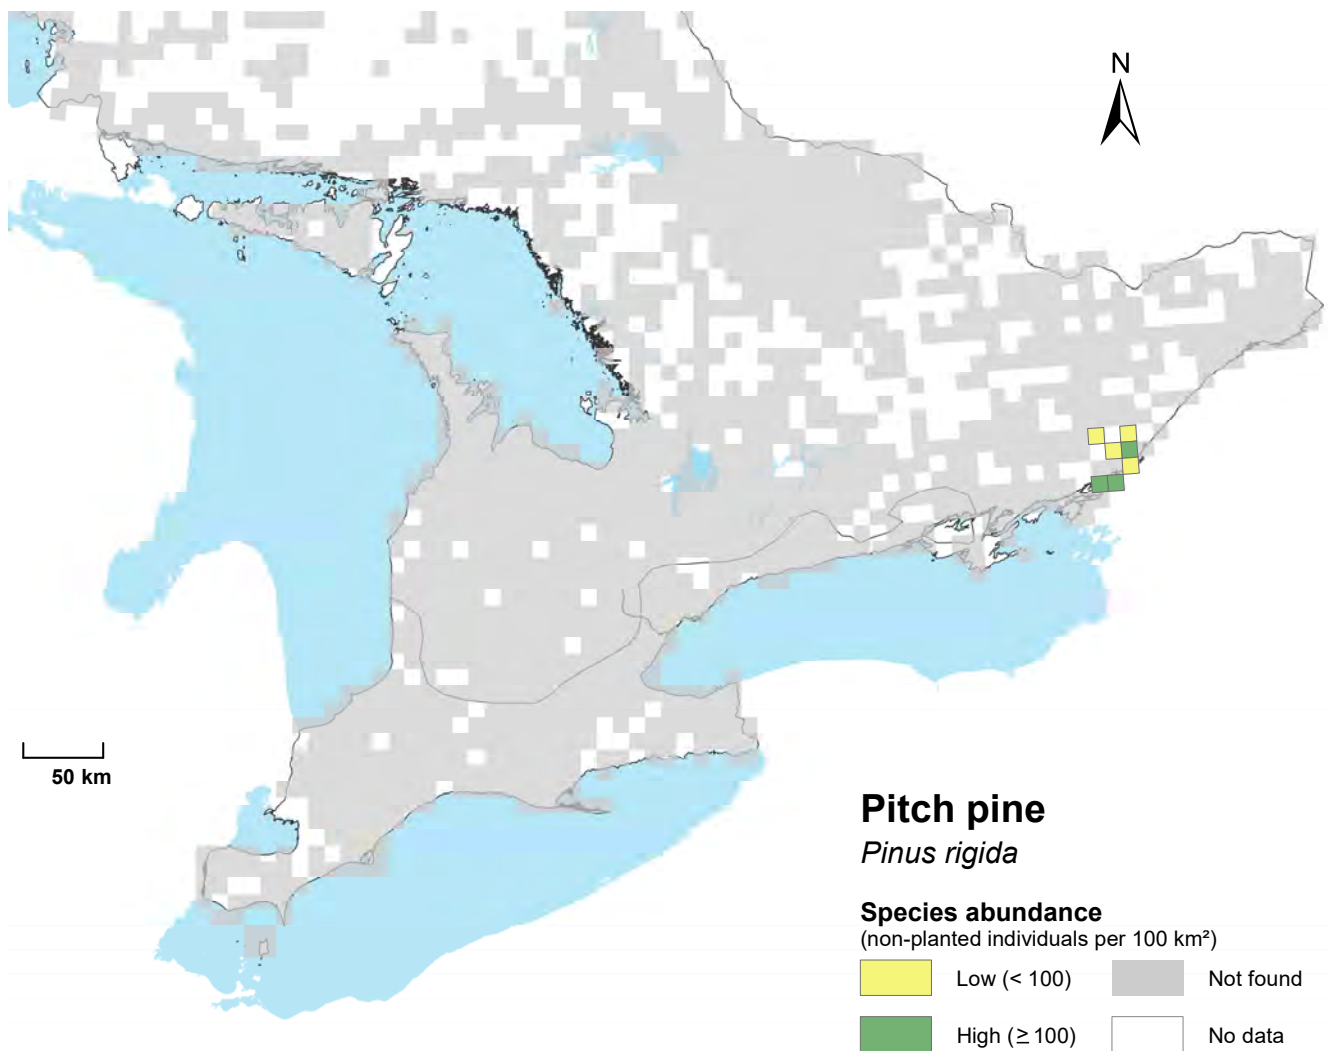 N
50 km
Pitch pine
Pinus rigida
Species abundance
(non-planted individuals per 100 km²)
Low (< 100)
Not found
High (≥ 100)
No data